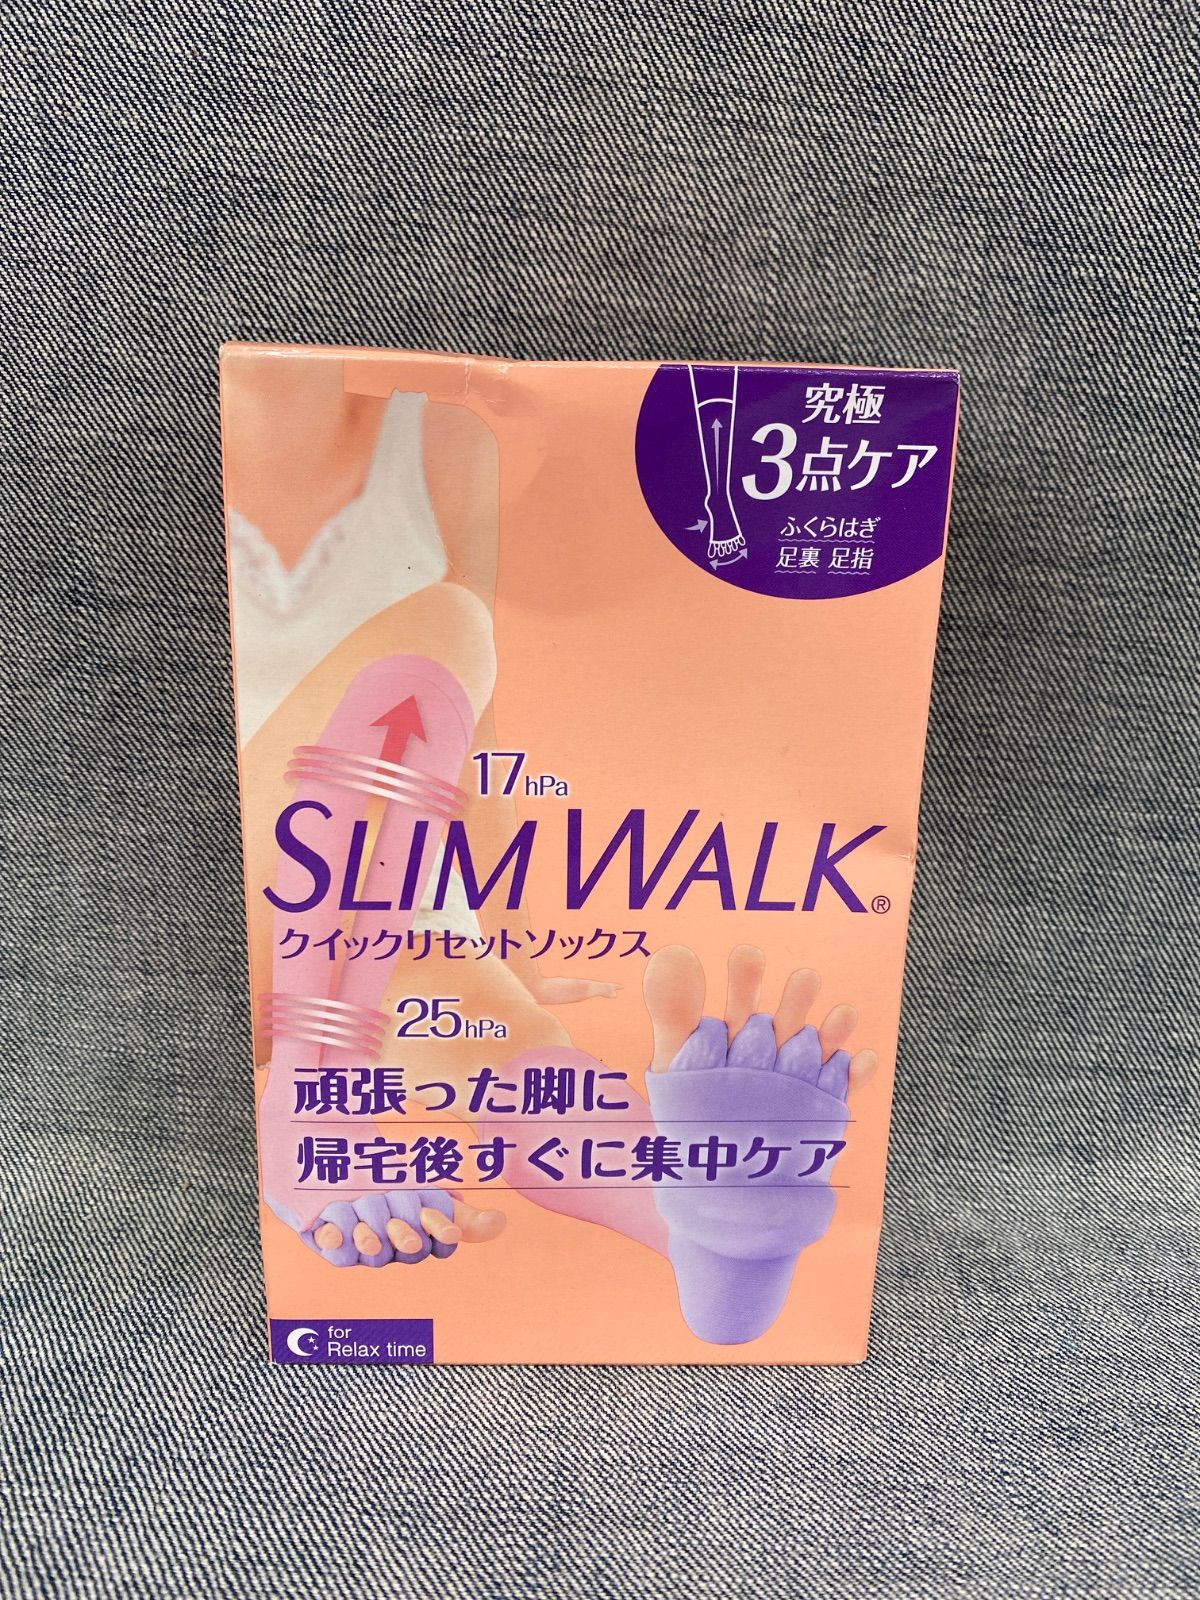 究極
3点ケア
ふくらはぎ
足裏 足指
17hPa
SLIM WALK®
クイックリセットソックス
25hPa
頑張った脚に
帰宅後すぐに集中ケア
for
Relax time